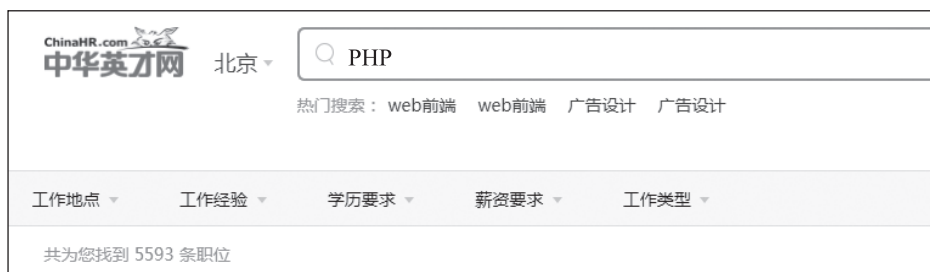 ChinaHR.com
中华英才网
北京
PHP
热门搜索： web前端 web前端 广告设计 广告设计
工作地点 工作经验 学历要求 薪资要求 工作类型
共为您找到 5593 条职位